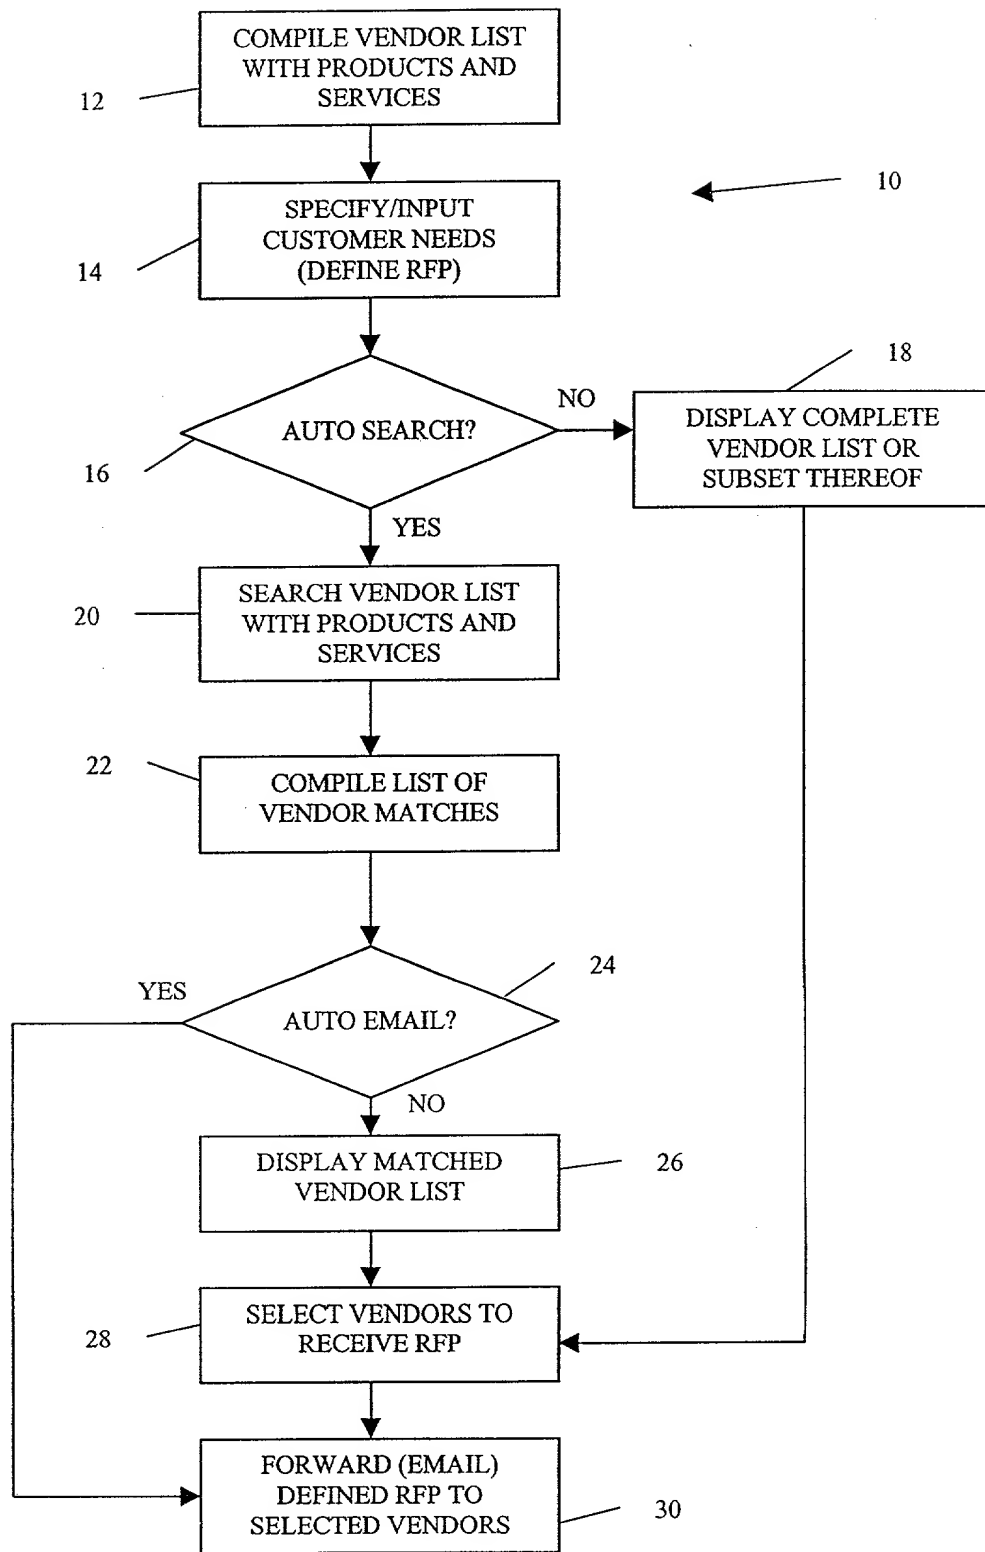 COMPILE VENDOR LIST
WITH PRODUCTS AND
SERVICES
12
10
SPECIFY/INPUT
CUSTOMER NEEDS
(DEFINE RFP)
14
18
NO
AUTO SEARCH?
DISPLAY COMPLETE
VENDOR LIST OR
SUBSET THEREOF
16
YES
SEARCH VENDOR LIST
WITH PRODUCTS AND
SERVICES
20
22
COMPILE LIST OF
VENDOR MATCHES
24
YES
AUTO EMAIL?
NO
DISPLAY MATCHED
VENDOR LIST
26
SELECT VENDORS TO
RECEIVE RFP
28
FORWARD (EMAIL)
DEFINED RFP TO
SELECTED VENDORS
30